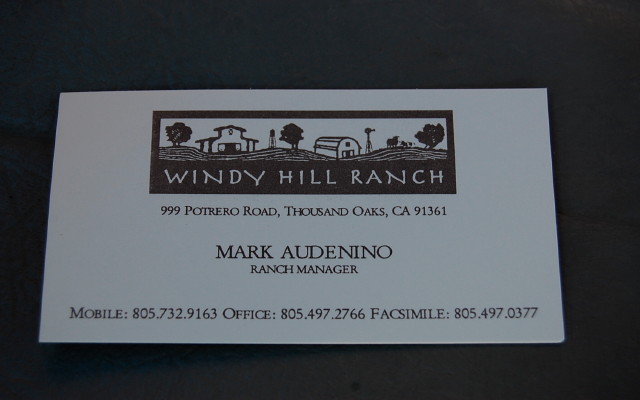 WINDY HILL RANCH
999 POTRERO ROAD, THOUSAND OAKS, CA 91361
MARK AUDENINO
RANCH MANAGER
MOBILE: 805.732.9163 OFFICE: 805.497.2766 FACSIMILE: 805.497.0377